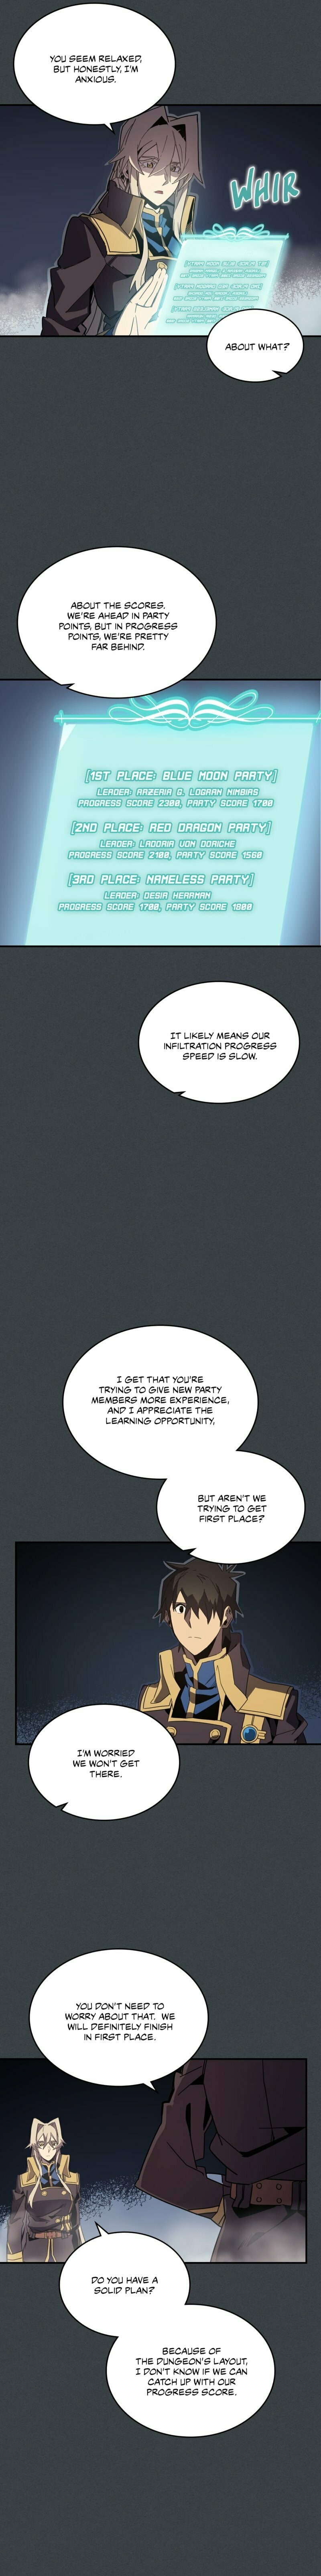 YOU SEEM RELAXED,
BUT HONESTLY, I'M
ANXIOUS.
WHIR
ABOUT WHAT?
ABOUT THE SCORES.
WE'RE AHEAD IN PARTY
POINTS, BUT IN PROGRESS
POINTS, WE'RE PRETTY
FAR BEHIND.
[1ST PLACE: BLUE MOON PARTY]
LEADER: ARZERIA G. LOGRAN NIMBIAS
PROGRESS SCORE 2300, PARTY SCORE 1700
[2ND PLACE: RED DRAGON PARTY]
LEADER: LADORIA VON DORICHE
PROGRESS SCORE 2100, PARTY SCORE 1560
[3RD PLACE: NAMELESS PARTY]
LEADER: DESIR HERRMAN
PROGRESS SCORE 1700, PARTY SCORE 1800
IT LIKELY MEANS OUR
INFILTRATION PROGRESS
SPEED IS SLOW.
I GET THAT YOU'RE
TRYING TO GIVE NEW PARTY
MEMBERS MORE EXPERIENCE,
AND I APPRECIATE THE
LEARNING OPPORTUNITY,
BUT AREN'T WE
TRYING TO GET
FIRST PLACE?
I'M WORRIED
WE WON'T GET
THERE.
YOU DON'T NEED TO
WORRY ABOUT THAT. WE
WILL DEFINITELY FINISH
IN FIRST PLACE.
DO YOU HAVE A
SOLID PLAN?
BECAUSE OF
THE DUNGEON'S LAYOUT,
I DON'T KNOW IF WE CAN
CATCH UP WITH OUR
PROGRESS SCORE.